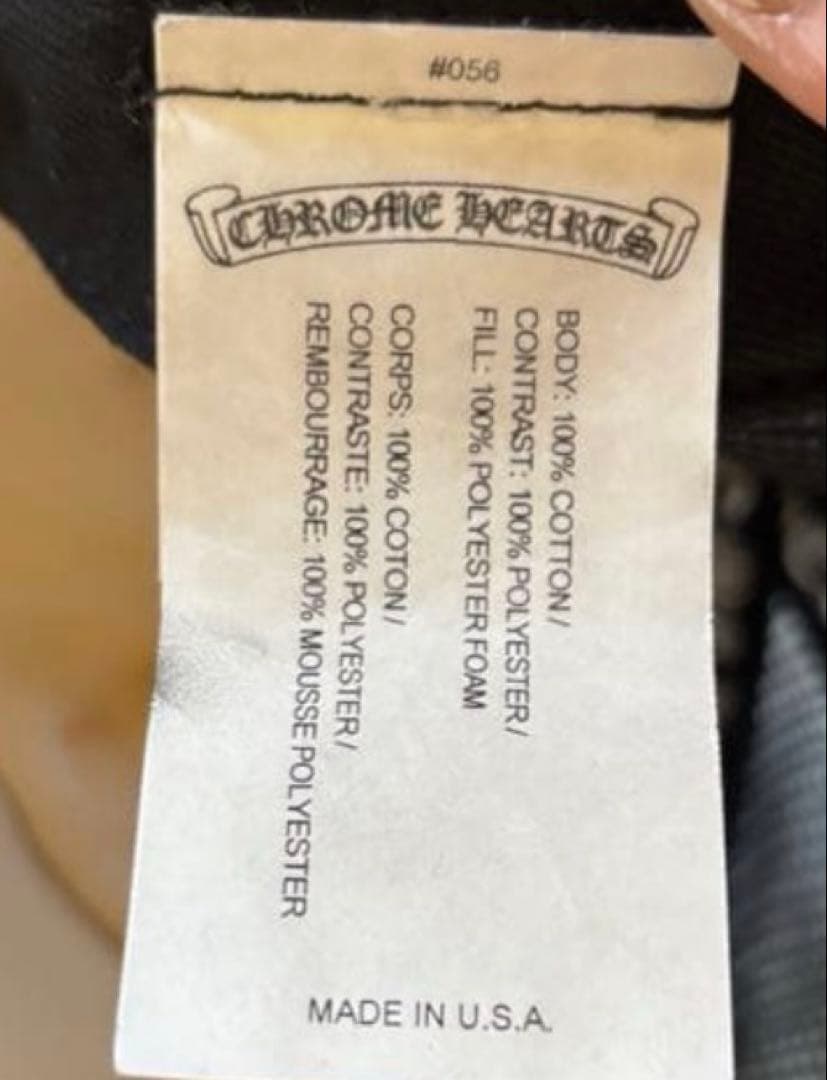 #056
CHROME HEARTS
BODY: 100% COTTON /
CONTRAST: 100% POLYESTER /
FILL: 100% POLYESTER FOAM
CORPS: 100% COTON /
CONTRASTE: 100% POLYESTER /
REMBOURRAGE: 100% MOUSSE POLYESTER
MADE IN U.S.A.